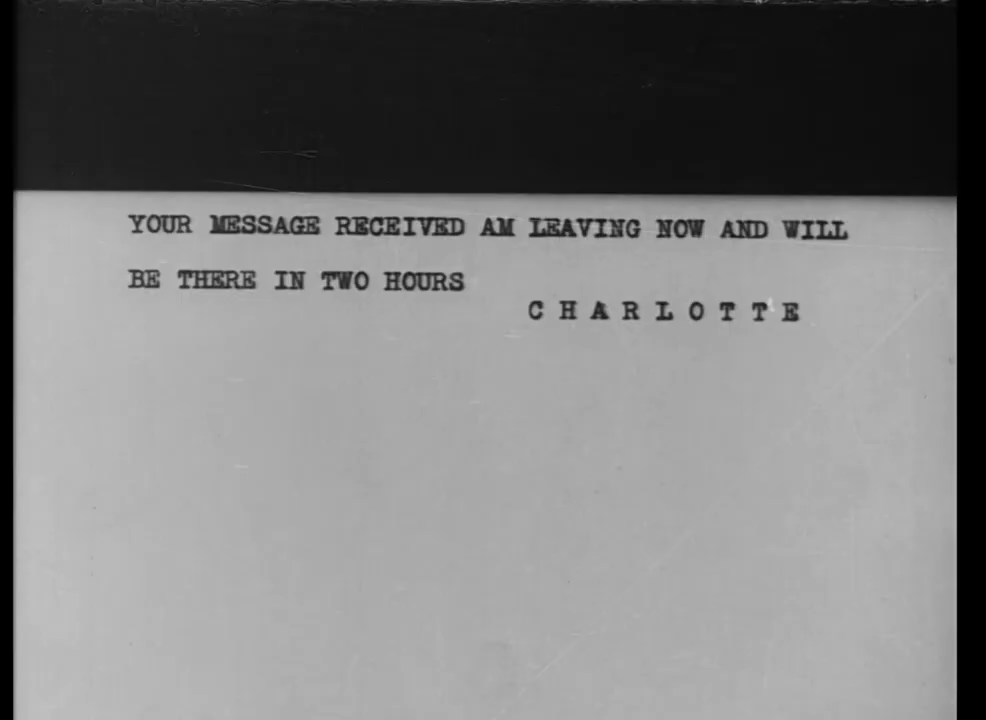 YOUR MESSAGE RECEIVED AM LEAVING NOW AND WILL
BE THERE IN TWO HOURS
C H A R L O T T E